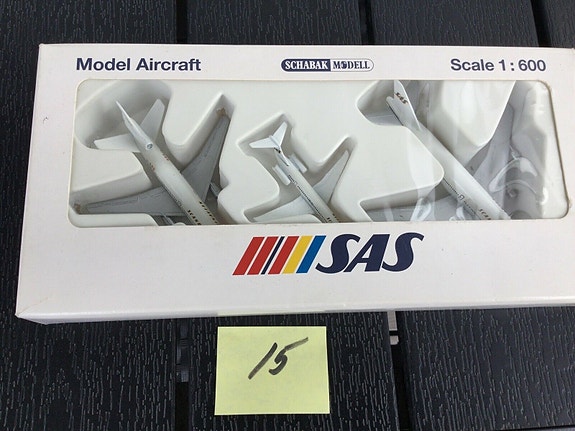 Model Aircraft
SCHABAK MODELL
Scale 1:600
SAS
SAS
15